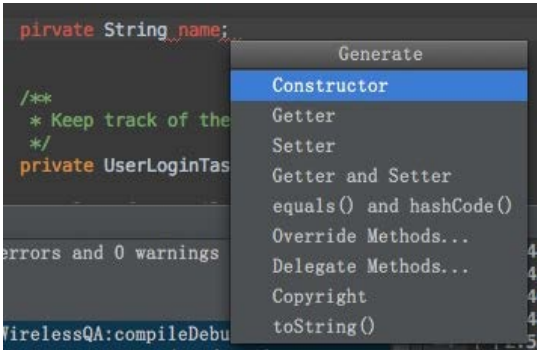 pirvate String name;
Generate
Constructor
/**
Getter
* Keep track of the
Setter
*/
private UserLoginTas
Getter and Setter
equals() and hashCode()
errors and 0 warnings
Override Methods...
Delegate Methods...
Copyright
WirelessQA:compileDebu
toString()